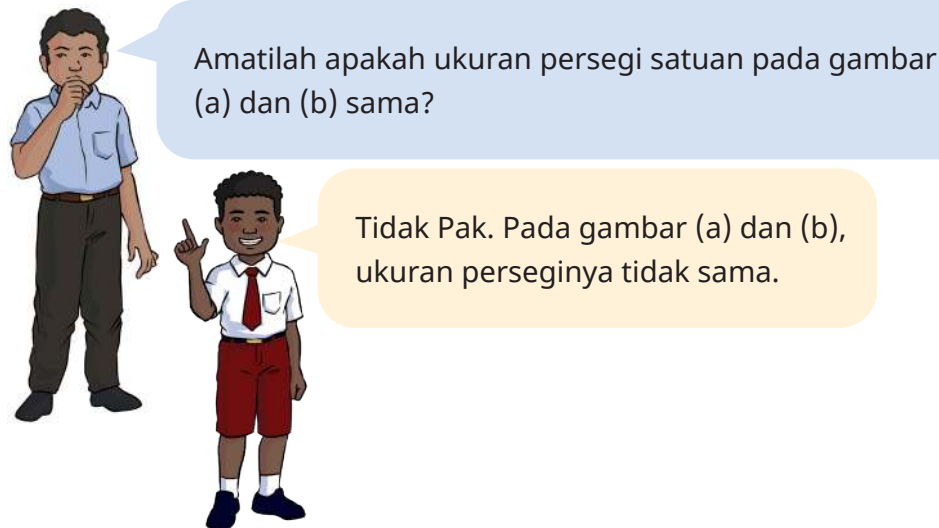 Amatilah apakah ukuran persegi satuan pada gambar
(a) dan (b) sama?
Tidak Pak. Pada gambar (a) dan (b),
ukuran perseginya tidak sama.